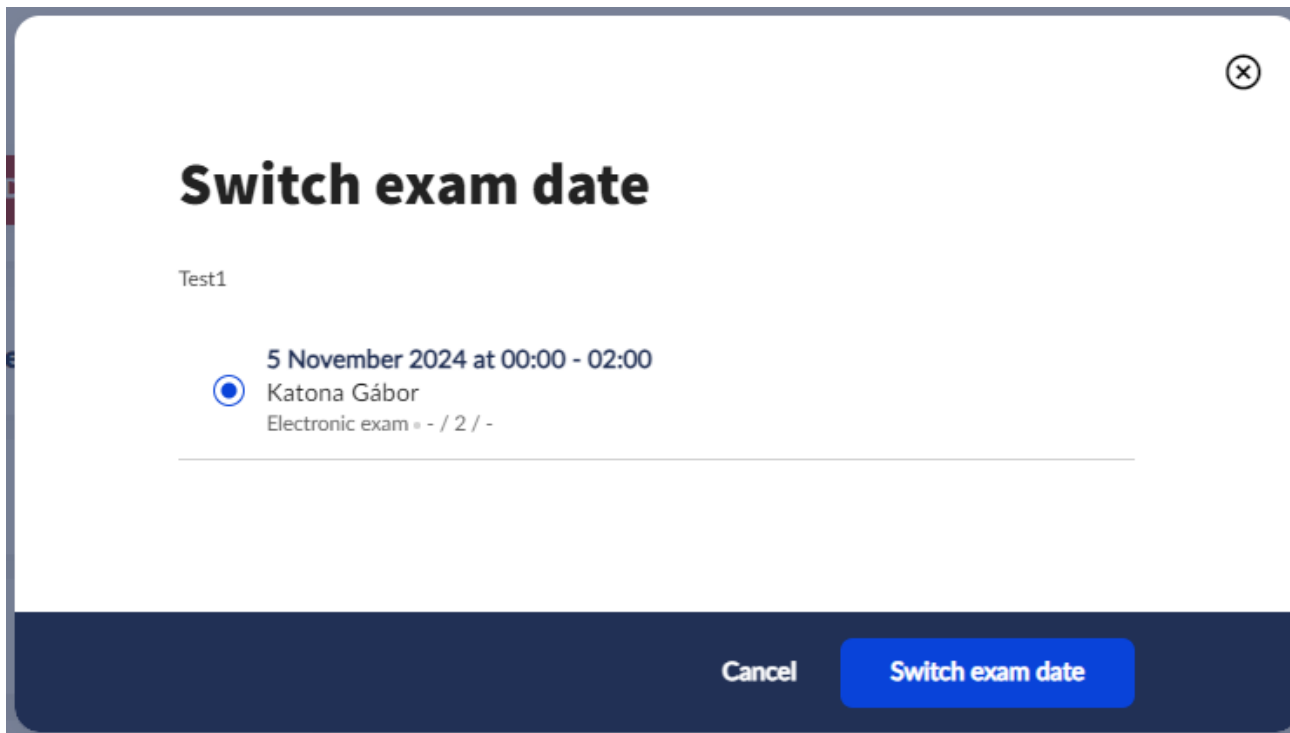 Switch exam date
Test1
5 November 2024 at 00:00 - 02:00
Katona Gábor
Electronic exam • - / 2 / -
Cancel
Switch exam date